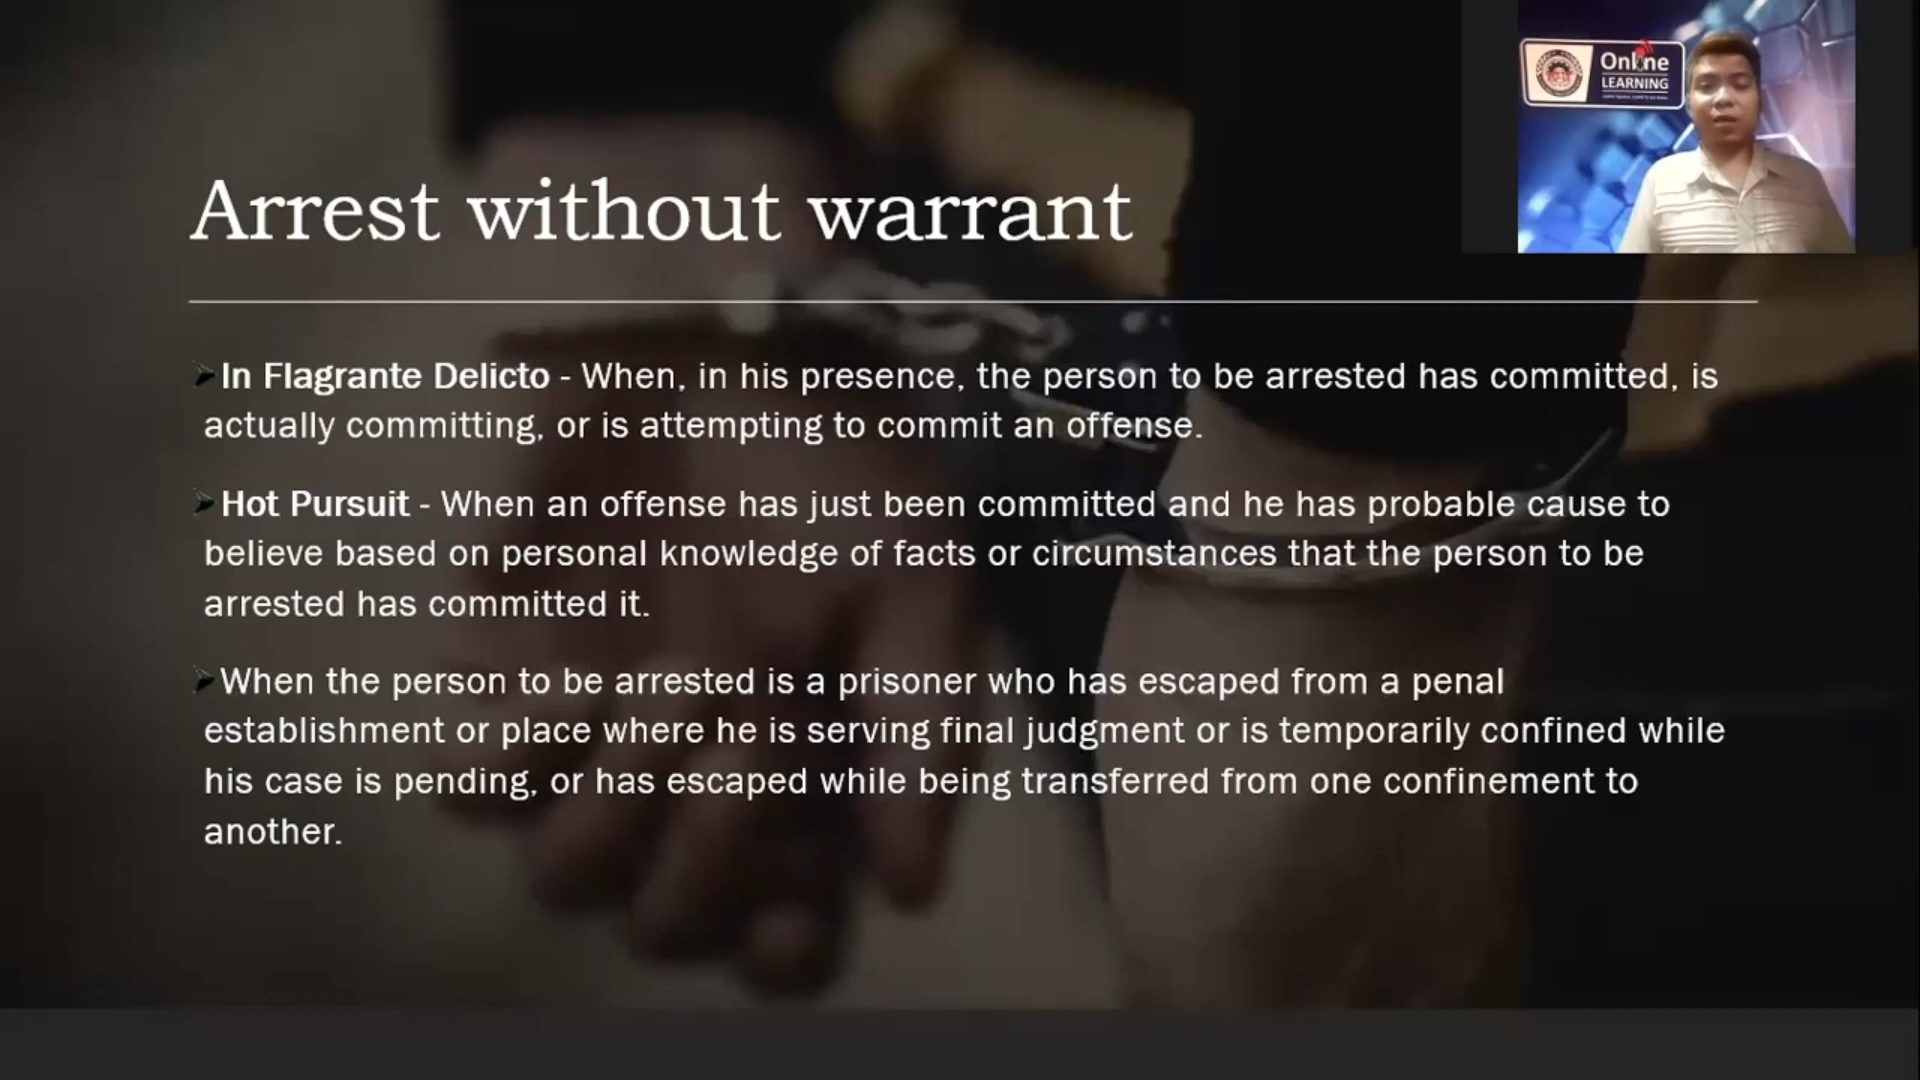 Online
LEARNING
Arrest without warrant
In Flagrante Delicto - When, in his presence, the person to be arrested has committed, is
actually committing, or is attempting to commit an offense.
Hot Pursuit - When an offense has just been committed and he has probable cause to
believe based on personal knowledge of facts or circumstances that the person to be
arrested has committed it.
When the person to be arrested is a prisoner who has escaped from a penal
establishment or place where he is serving final judgment or is temporarily confined while
his case is pending, or has escaped while being transferred from one confinement to
another.